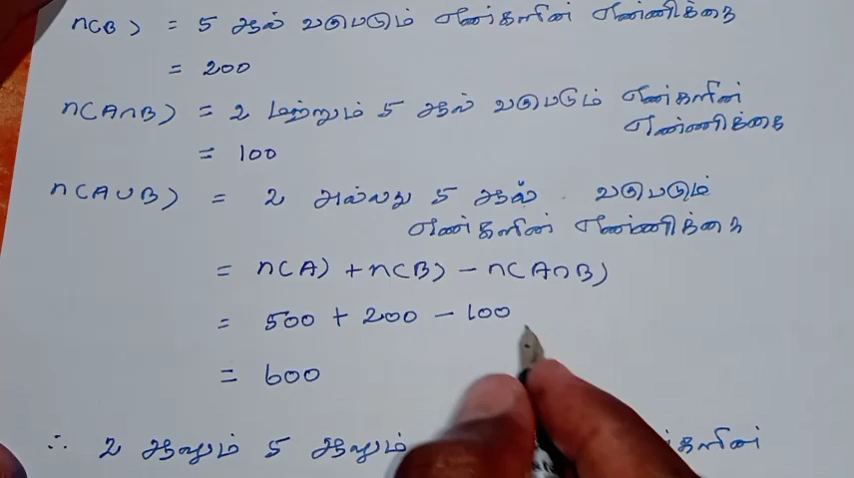 n(B) = 5 ஆல் வகுபடும் எண்களின் எண்ணிக்கை
= 200
n(A∩B) = 2 மற்றும் 5 ஆல் வகுபடும் எண்களின்
எண்ணிக்கை
= 100
n(A∪B) = 2 அல்லது 5 ஆல் வகுபடும்
எண்களின் எண்ணிக்கை
= n(A) + n(B) - n(A∩B)
= 500 + 200 - 100
= 600
∴ 2 ஆலும் 5 ஆலும்